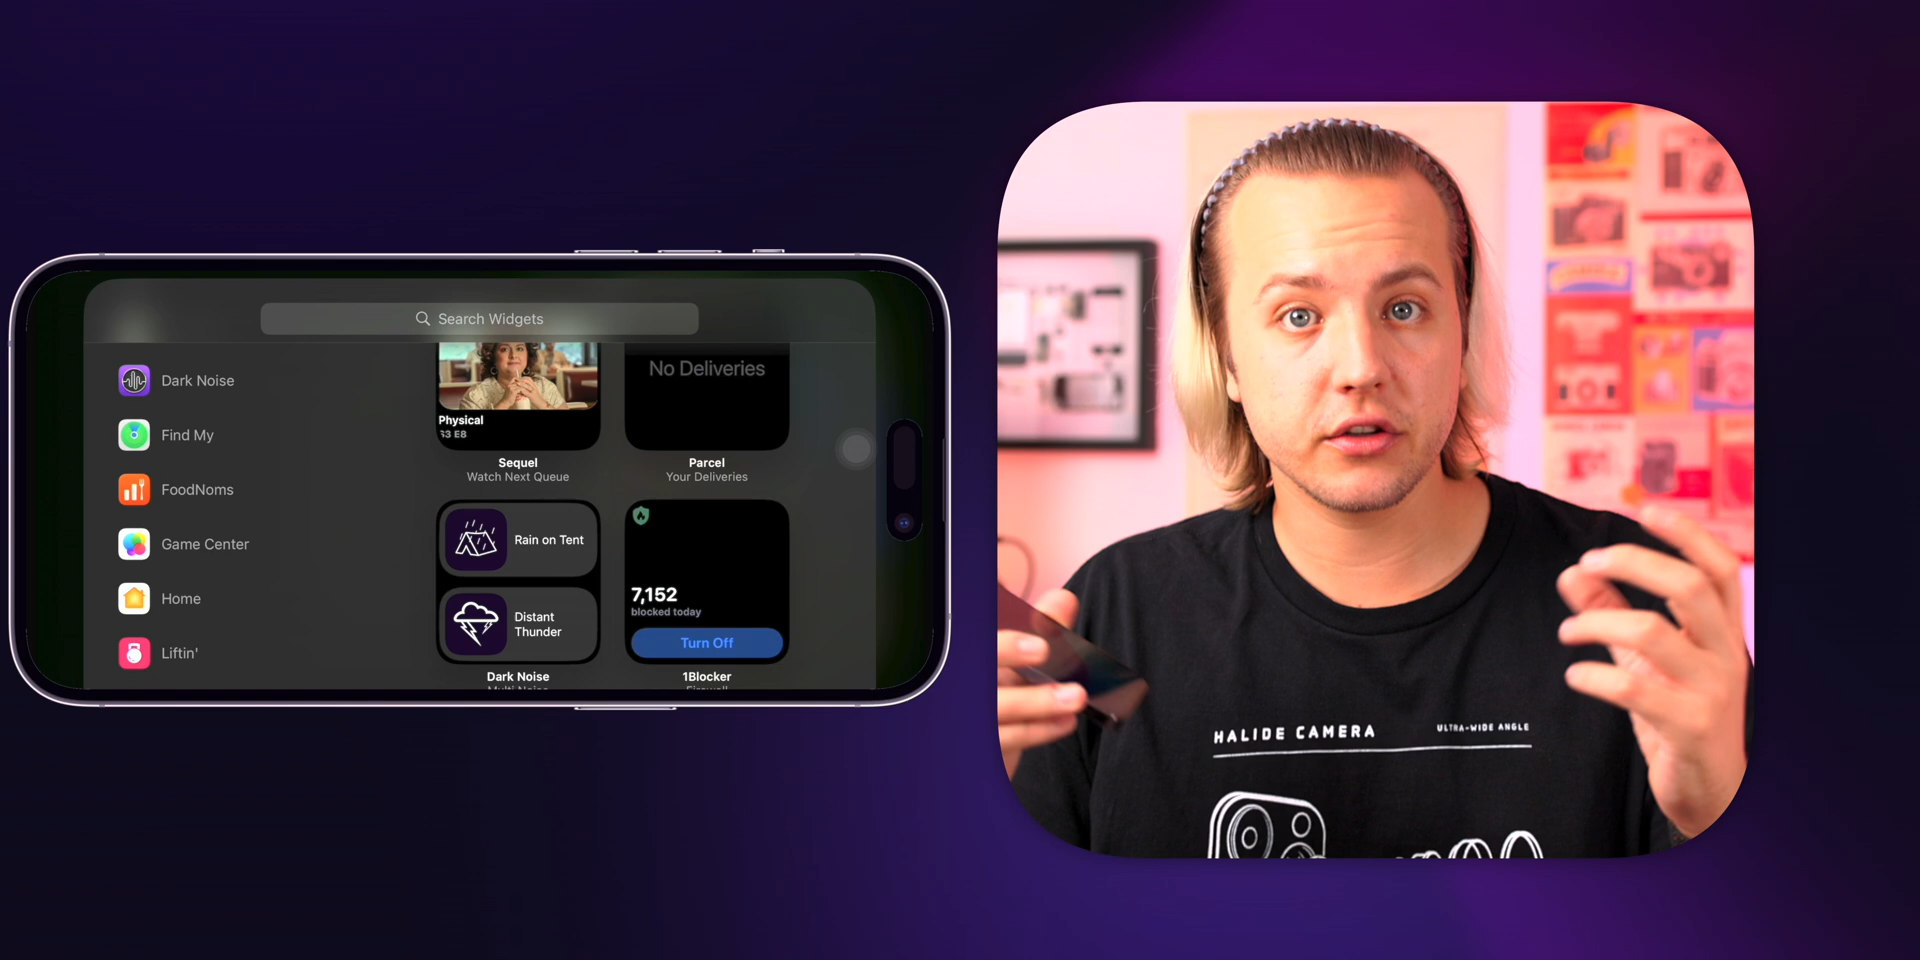 Search Widgets
Dark Noise
Find My
FoodNoms
Game Center
Home
Liftin'
Physical
S3 E8
Sequel
Watch Next Queue
No Deliveries
Parcel
Your Deliveries
Rain on Tent
Distant
Thunder
Dark Noise
7,152
blocked today
Turn Off
1Blocker
HALIDE CAMERA
ULTRA-WIDE ANGLE